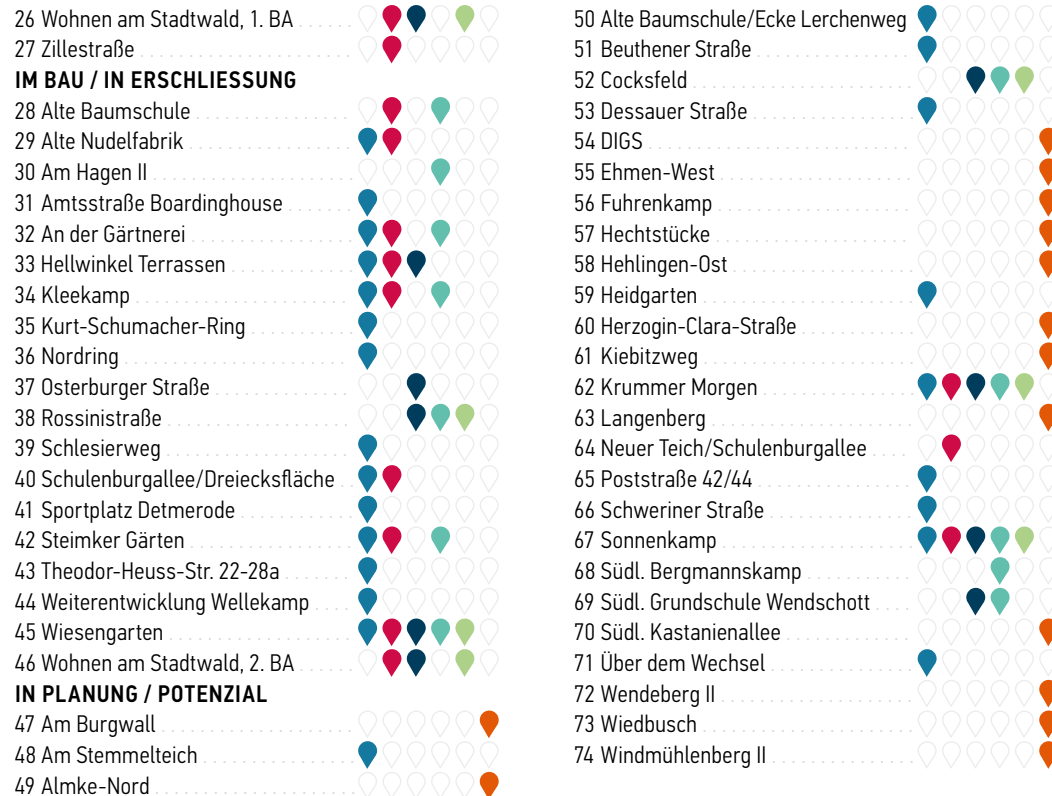 26 Wohnen am Stadtwald, 1. BA
27 Zillestraße
IM BAU / IN ERSCHLIESSUNG
28 Alte Baumschule
29 Alte Nudelfabrik
30 Am Hagen II
31 Amtsstraße Boardinghouse
32 An der Gärtnerei
33 Hellwinkel Terrassen
34 Kleekamp
35 Kurt-Schumacher-Ring
36 Nordring
37 Osterburger Straße
38 Rossinistraße
39 Schlesierweg
40 Schulenburgallee/Dreiecksfläche
41 Sportplatz Detmerode
42 Steimker Gärten
43 Theodor-Heuss-Str. 22-28a
44 Weiterentwicklung Wellekamp
45 Wiesengarten
46 Wohnen am Stadtwald, 2. BA
IN PLANUNG / POTENZIAL
47 Am Burgwall
48 Am Stemmelteich
49 Almke-Nord
50 Alte Baumschule/Ecke Lerchenweg
51 Beuthener Straße
52 Cocksfeld
53 Dessauer Straße
54 DIGS
55 Ehmen-West
56 Fuhrenkamp
57 Hechtstücke
58 Hehlingen-Ost
59 Heidgarten
60 Herzogin-Clara-Straße
61 Kiebitzweg
62 Krummer Morgen
63 Langenberg
64 Neuer Teich/Schulenburgallee
65 Poststraße 42/44
66 Schweriner Straße
67 Sonnenkamp
68 Südl. Bergmannskamp
69 Südl. Grundschule Wendschott
70 Südl. Kastanienallee
71 Über dem Wechsel
72 Wendeberg II
73 Wiedbusch
74 Windmühlenberg II